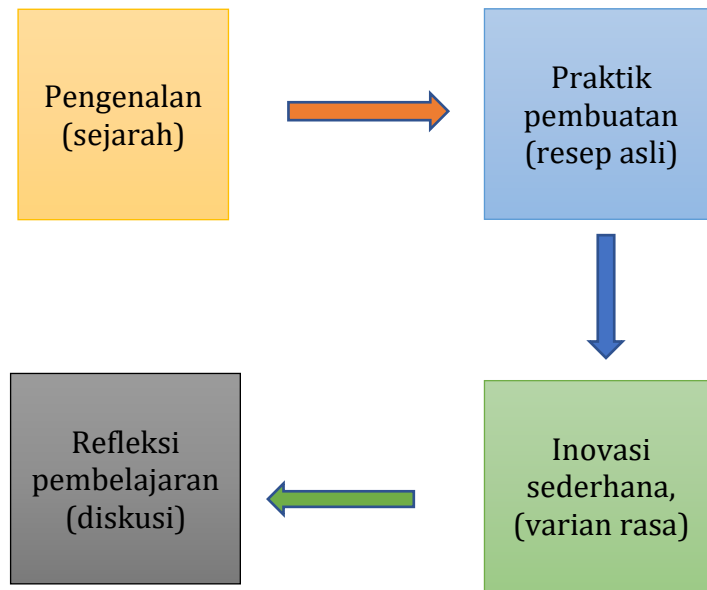 Pengenalan
(sejarah)
Praktik
pembuatan
(resep asli)
Inovasi
sederhana,
(varian rasa)
Refleksi
pembelajaran
(diskusi)